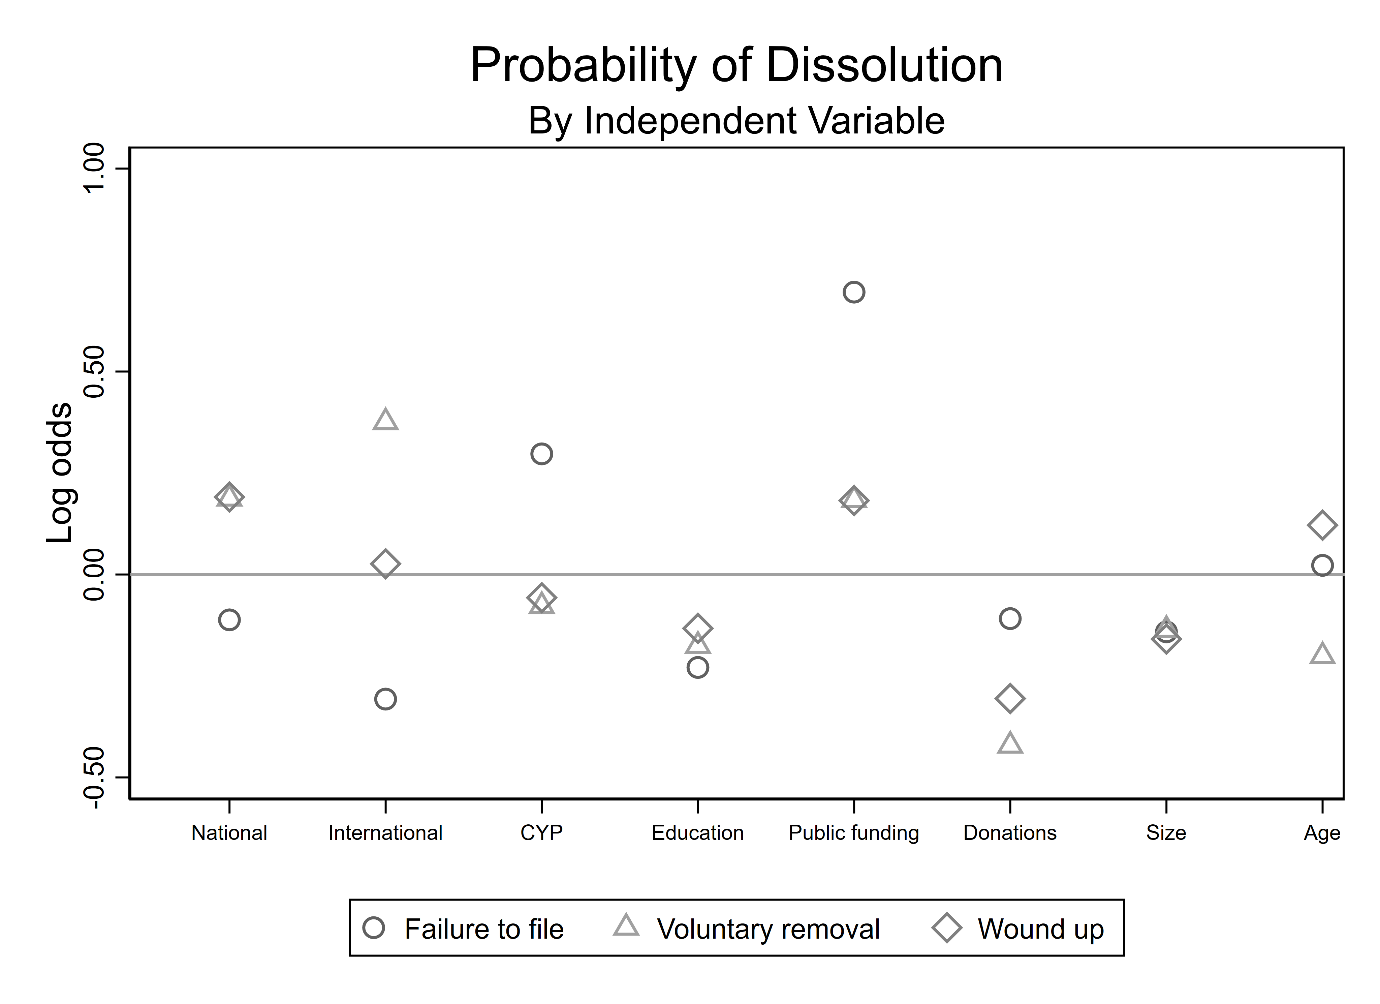 Probability of Dissolution
By Independent Variable
Log odds
1.00
0.50
0.00
-0.50
National International CYP Education Public funding Donations Size Age
Failure to file Voluntary removal Wound up